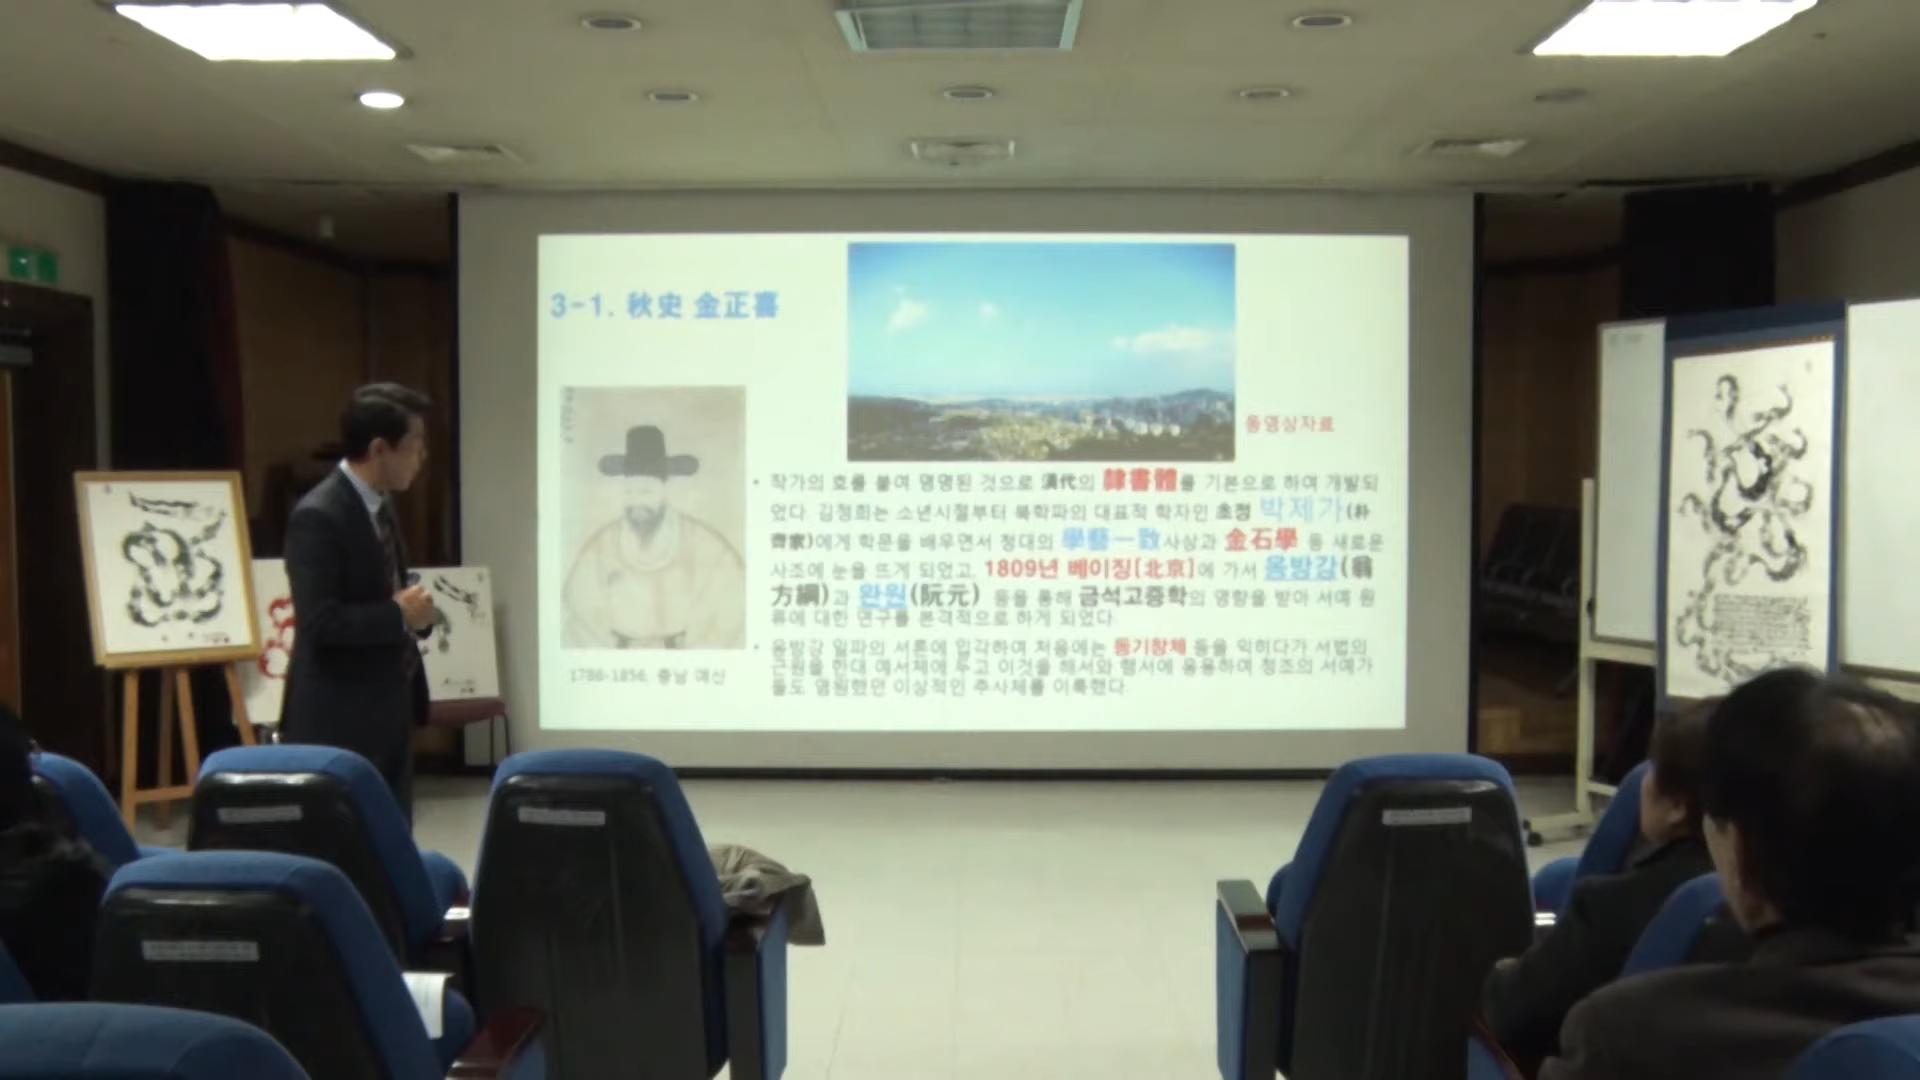 3-1. 秋史 金正喜
동영상자료
• 작가의 호를 붙여 명명된 것으로 漢代의 隸書體를 기본으로 하여 개발되
었다. 김정희는 소년시절부터 북학파의 대표적 학자인 초정 박제가(朴
齊家)에게 학문을 배우면서 청대의 學藝一致사상과 金石學 등 새로운
사조에 눈을 뜨게 되었고, 1809년 베이징[北京]에 가서 옹방강(翁
方綱)과 완원(阮元) 등을 통해 금석고증학의 영향을 받아 서예 원
류에 대한 연구를 본격적으로 하게 되었다.
• 옹방강 일파의 서론에 입각하여 처음에는 동기창체 등을 익히다가 서법의
근원을 한대 예서체에 두고 이것을 해서와 행서에 응용하여 청조의 서예가
들도 염원했던 이상적인 추사체를 이룩했다.
1786-1856, 충남 예산